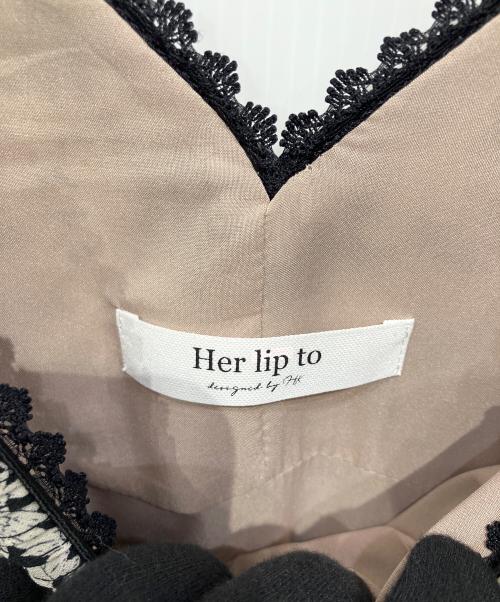 Her lip to
designed by HK